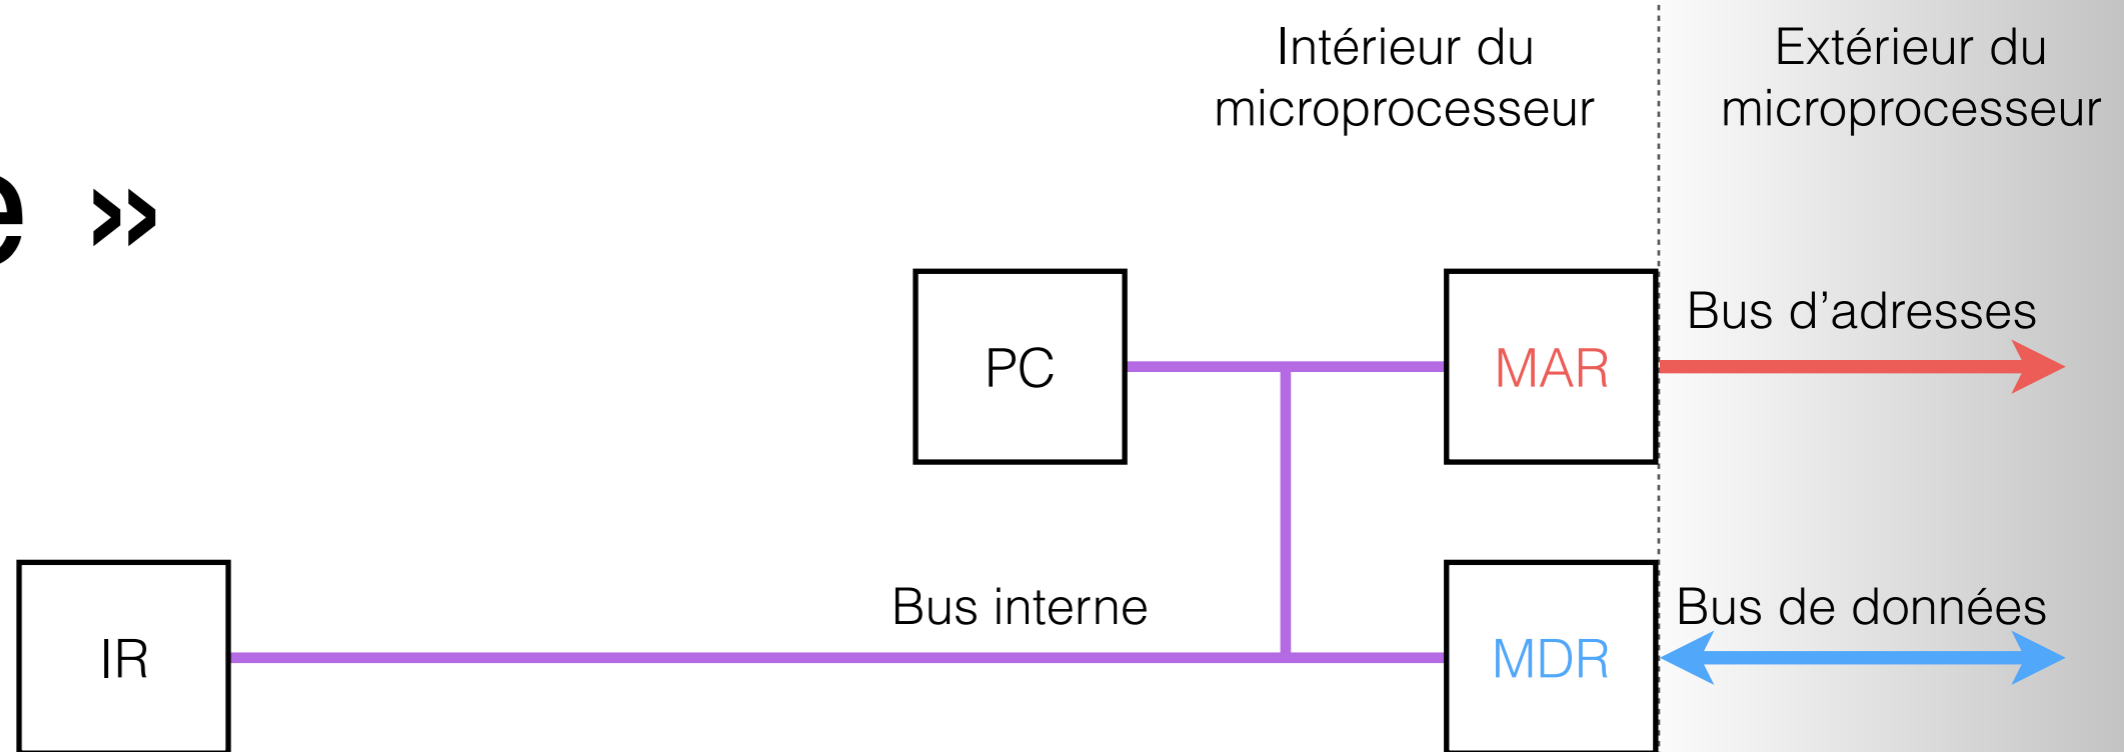 Intérieur du
microprocesseur
Extérieur du
microprocesseur
e »
PC
MAR
Bus d’adresses
IR
Bus interne
MDR
Bus de données